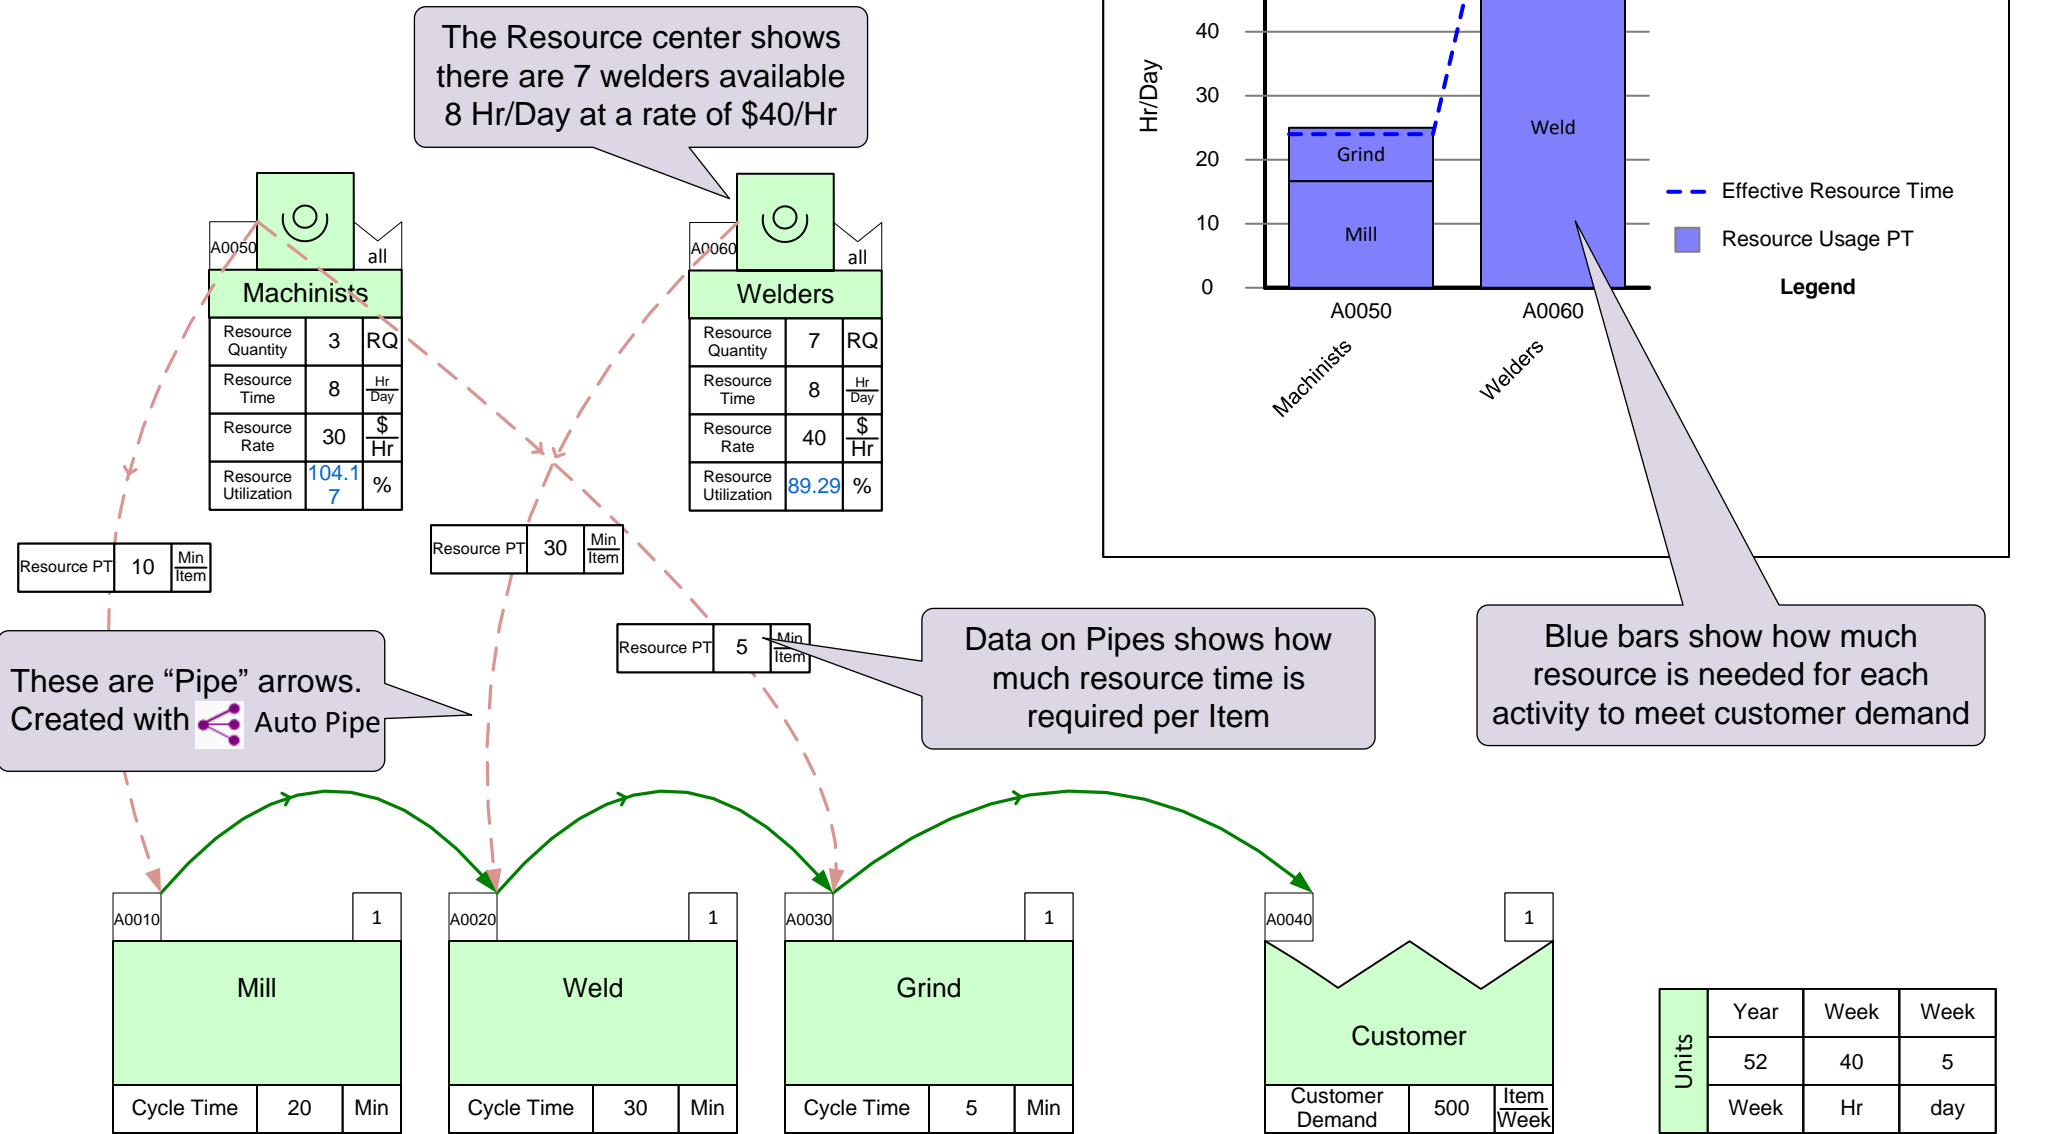 The Resource center shows
there are 7 welders available
8 Hr/Day at a rate of $40/Hr
A0050
all
Machinists
Resource Quantity 3 RQ
Resource Time 8 Hr/Day
Resource Rate 30 $/Hr
Resource Utilization 104.17 %
A0060
all
Welders
Resource Quantity 7 RQ
Resource Time 8 Hr/Day
Resource Rate 40 $/Hr
Resource Utilization 89.29 %
Hr/Day
40
30
20
10
0
Grind
Mill
Weld
A0050
A0060
Machinists
Welders
Effective Resource Time
Resource Usage PT
Legend
Resource PT 10 Min/Item
Resource PT 30 Min/Item
Resource PT 5 Min/Item
These are “Pipe” arrows.
Created with Auto Pipe
Data on Pipes shows how
much resource time is
required per Item
Blue bars show how much
resource is needed for each
activity to meet customer demand
A0010
1
Mill
Cycle Time 20 Min
A0020
1
Weld
Cycle Time 30 Min
A0030
1
Grind
Cycle Time 5 Min
A0040
1
Customer
Customer Demand 500 Item/Week
Units
Year Week Week
52 40 5
Week Hr day